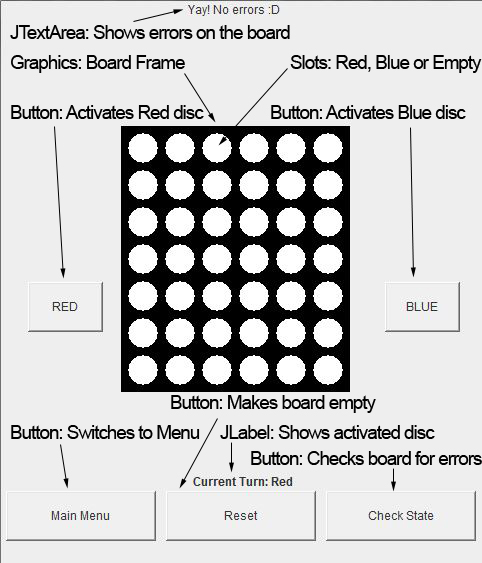 Yay! No errors :D
JTextArea: Shows errors on the board
Graphics: Board Frame
Slots: Red, Blue or Empty
Button: Activates Red disc
Button: Activates Blue disc
RED
BLUE
Button: Makes board empty
Button: Switches to Menu
JLabel: Shows activated disc
Button: Checks board for errors
Current Turn: Red
Main Menu
Reset
Check State